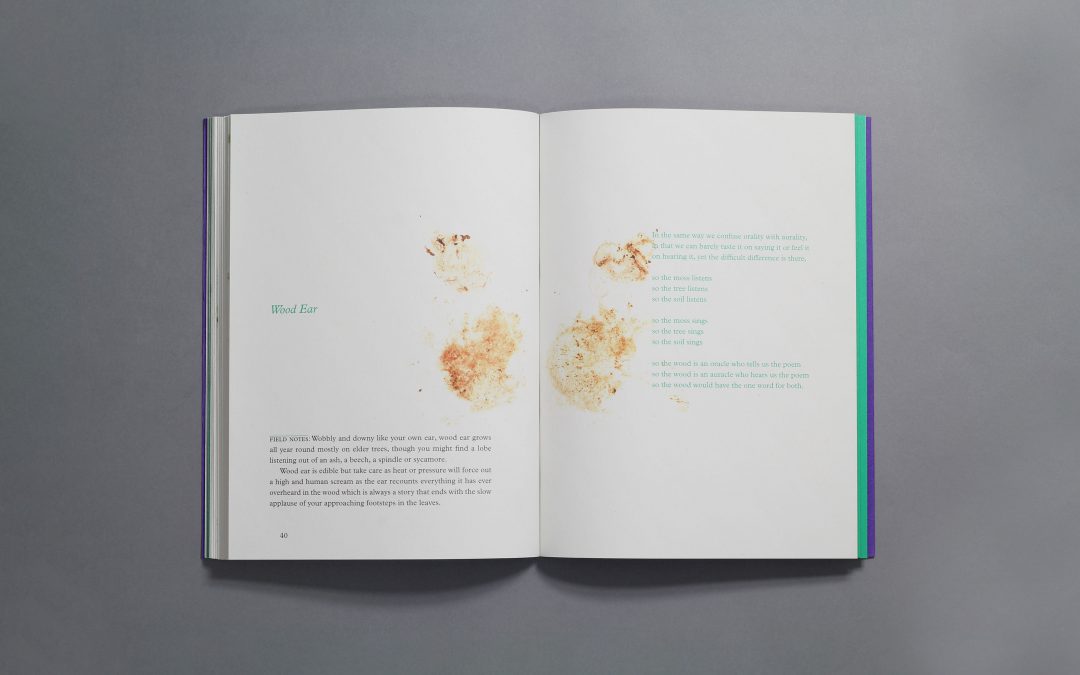 Wood Ear
FIELD NOTES: Wobbly and downy like your own ear, wood ear grows
all year round mostly on elder trees, though you might find a lobe
listening out of an ash, a beech, a spindle or sycamore.
Wood ear is edible but take care as heat or pressure will force out
a high and human scream as the ear recounts everything it has ever
overheard in the wood which is always a story that ends with the slow
applause of your approaching footsteps in the leaves.
40
In the same way we confuse orality with aurality,
in that we can barely taste it on saying it or feel it
on hearing it, yet the difficult difference is there,
so the moss listens
so the tree listens
so the soil listens
so the moss sings
so the tree sings
so the soil sings
so the wood is an oracle who tells us the poem
so the wood is an auracle who hears us the poem
so the wood would have the one word for both.